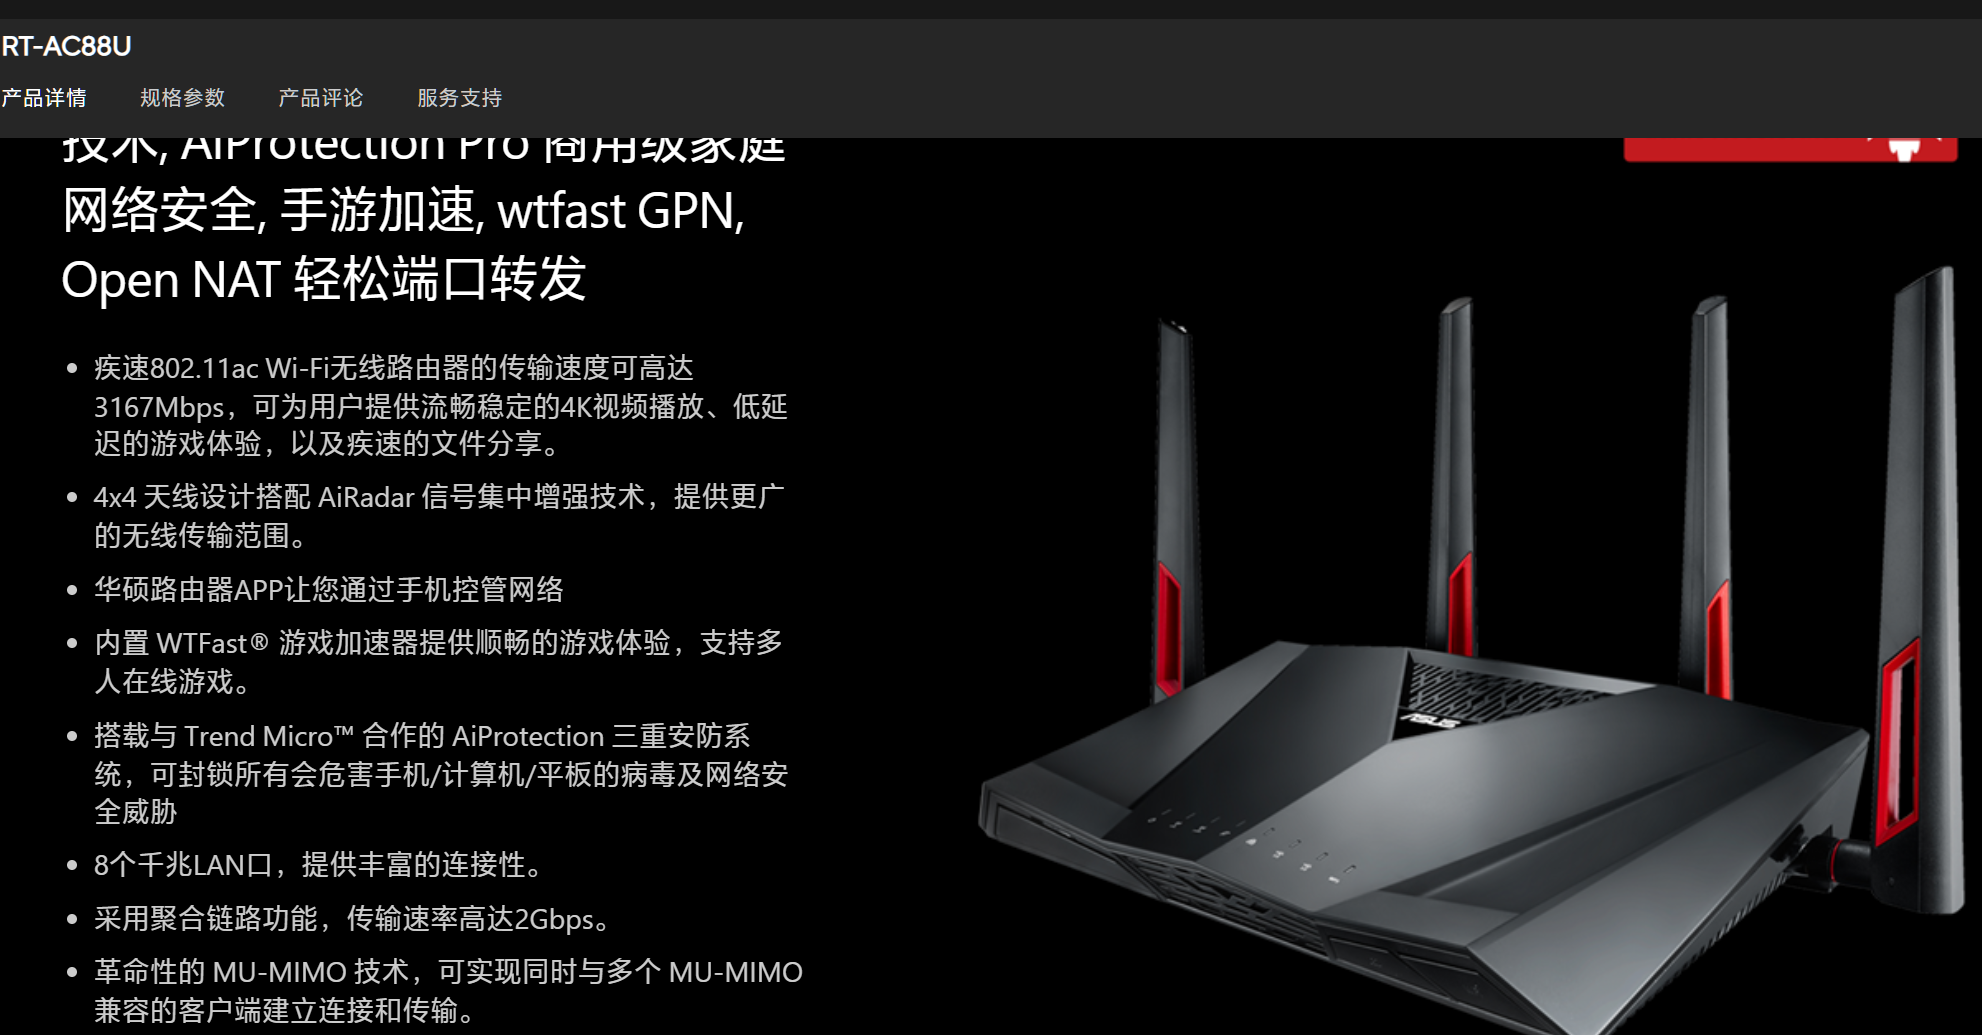 RT-AC88U
产品详情 规格参数 产品评论 服务支持
技术, AiProtection Pro 商用级家庭
网络安全, 手游加速, wtfast GPN,
Open NAT 轻松端口转发
疾速802.11ac Wi-Fi无线路由器的传输速度可高达
3167Mbps，可为用户提供流畅稳定的4K视频播放、低延
迟的游戏体验，以及疾速的文件分享。
4x4 天线设计搭配 AiRadar 信号集中增强技术，提供更广
的无线传输范围。
华硕路由器APP让您通过手机控管网络
内置 WTFast® 游戏加速器提供顺畅的游戏体验，支持多
人在线游戏。
搭载与 Trend Micro™ 合作的 AiProtection 三重安防系
统，可封锁所有会危害手机/计算机/平板的病毒及网络安
全威胁
8个千兆LAN口，提供丰富的连接性。
采用聚合链路功能，传输速率高达2Gbps。
革命性的 MU-MIMO 技术，可实现同时与多个 MU-MIMO
兼容的客户端建立连接和传输。
ASUS